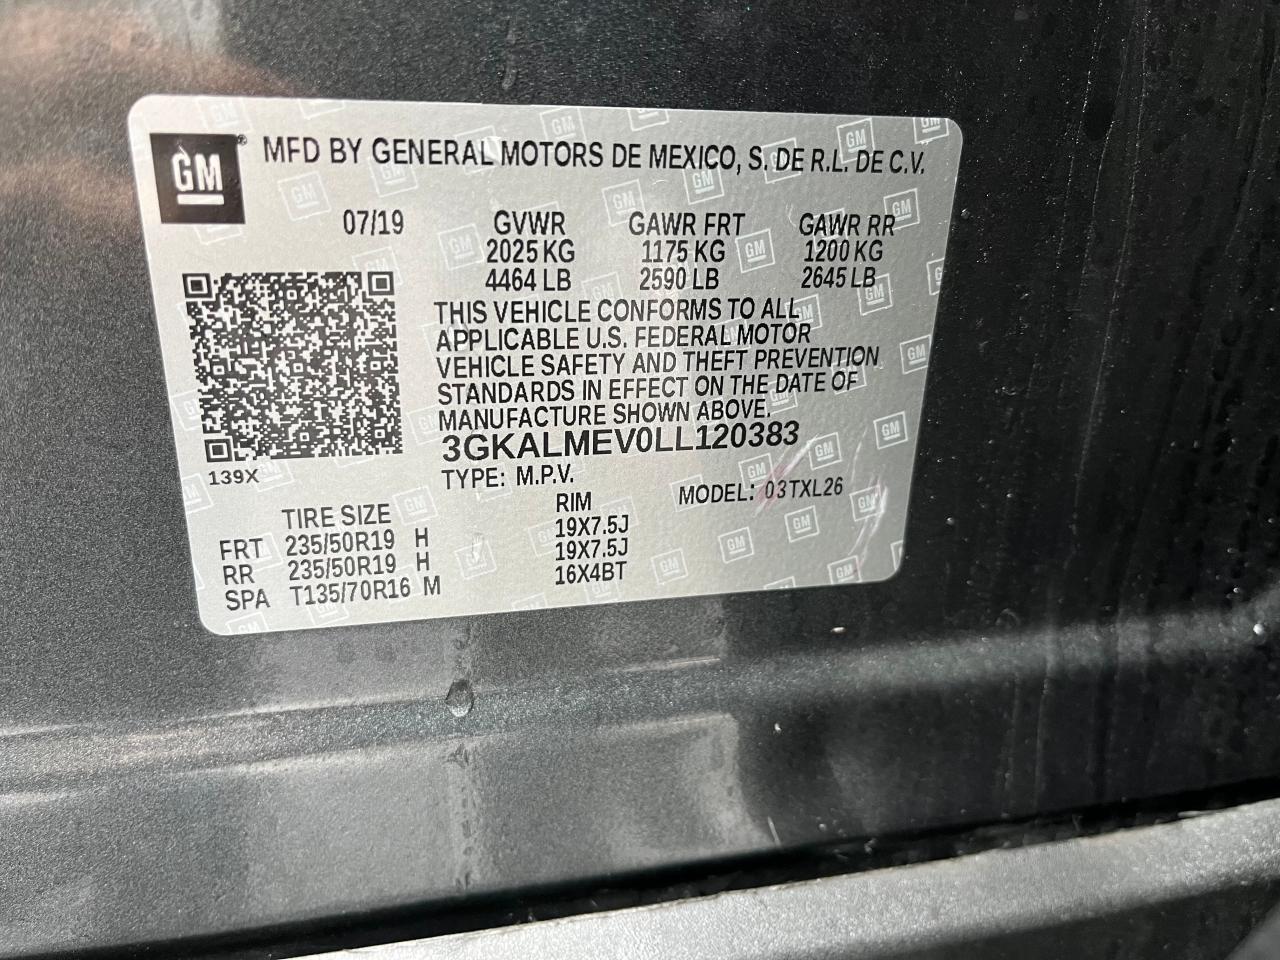 GM® MFD BY GENERAL MOTORS DE MEXICO, S. DE R.L. DE C.V.
07/19 GVWR GAWR FRT GAWR RR
2025 KG 1175 KG 1200 KG
4464 LB 2590 LB 2645 LB
THIS VEHICLE CONFORMS TO ALL
APPLICABLE U.S. FEDERAL MOTOR
VEHICLE SAFETY AND THEFT PREVENTION
STANDARDS IN EFFECT ON THE DATE OF
MANUFACTURE SHOWN ABOVE.
3GKALMEV0LL120383
139X
TYPE: M.P.V. MODEL: 03TXL26
TIRE SIZE RIM
FRT 235/50R19 H 19X7.5J
RR 235/50R19 H 19X7.5J
SPA T135/70R16 M 16X4BT